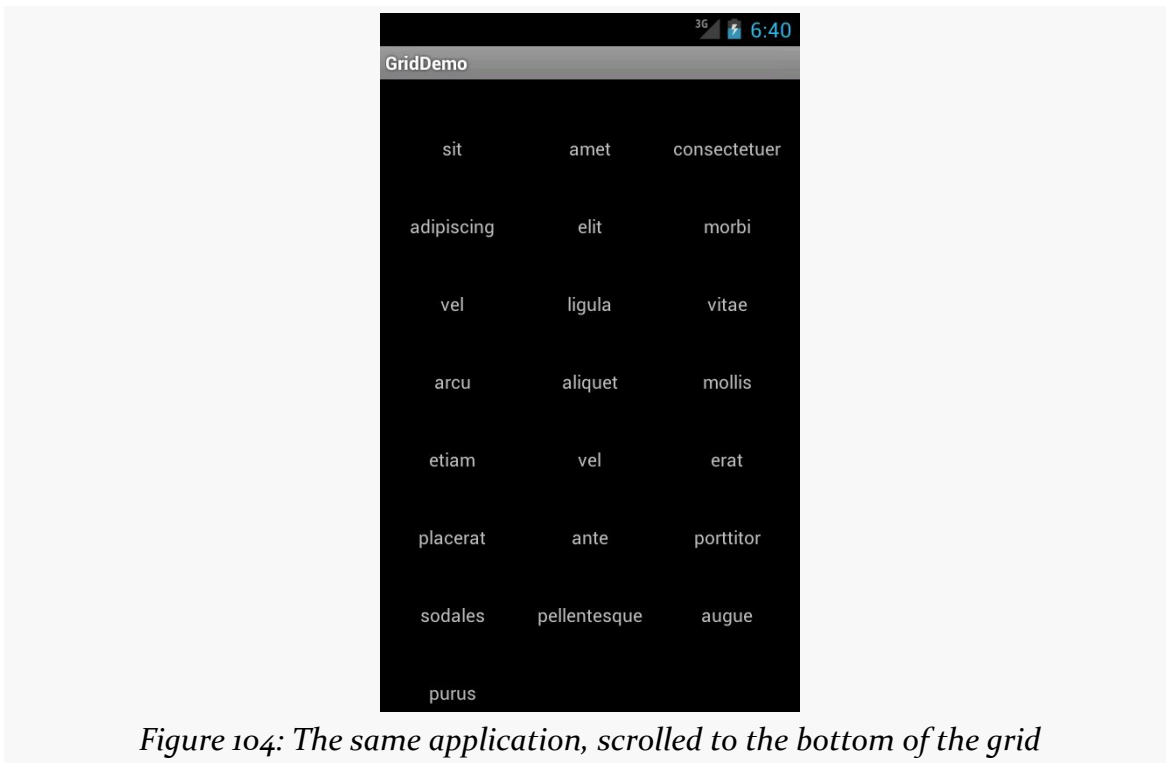 3G 6:40
GridDemo
sit amet consectetuer
adipiscing elit morbi
vel ligula vitae
arcu aliquet mollis
etiam vel erat
placerat ante porttitor
sodales pellentesque augue
purus
Figure 104: The same application, scrolled to the bottom of the grid